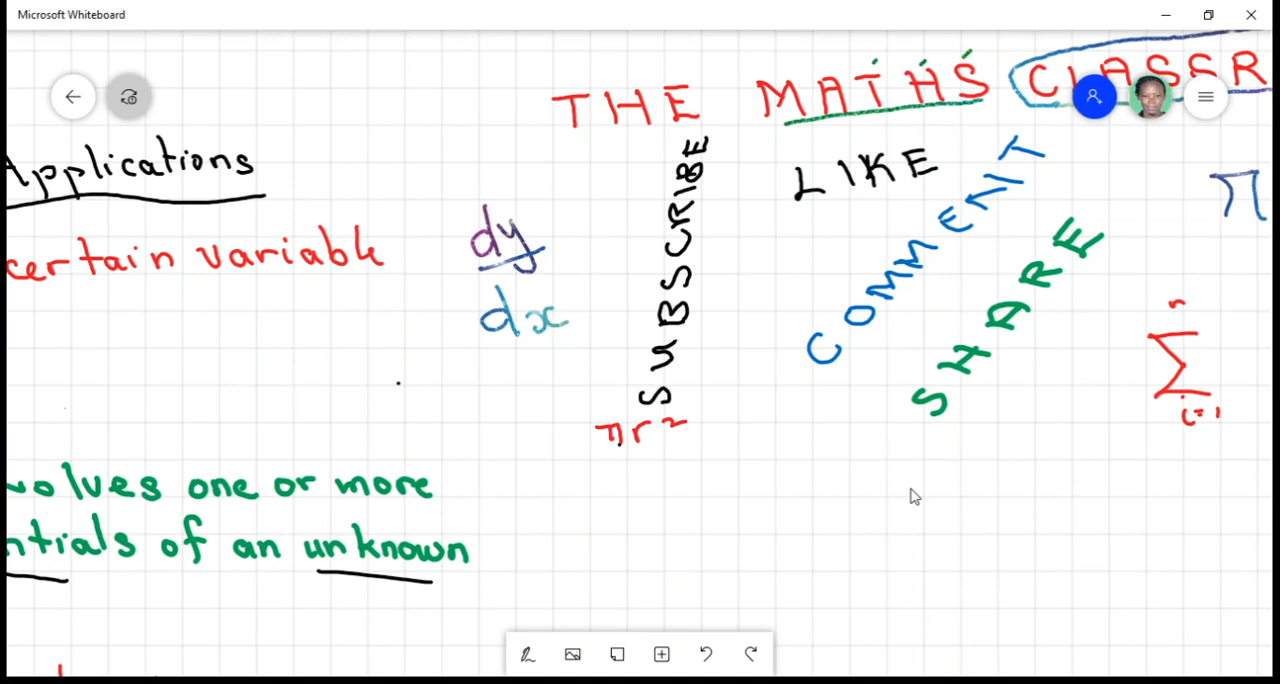 Microsoft Whiteboard
THE MATHS CLASSR
Applications
LIKE
SUBSCRIBE
COMMENT
SHARE
π
certain variable
dy
dx
r
∑
i=1
πr²
volves one or more
ntials of an unknown